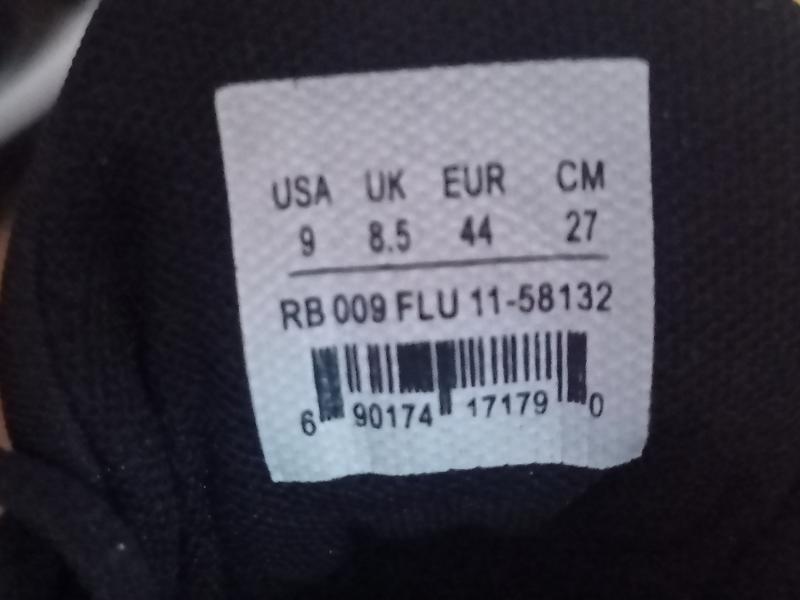 USA UK EUR CM
9 8.5 44 27
RB 009 FLU 11-58132
6 90174 17179 0